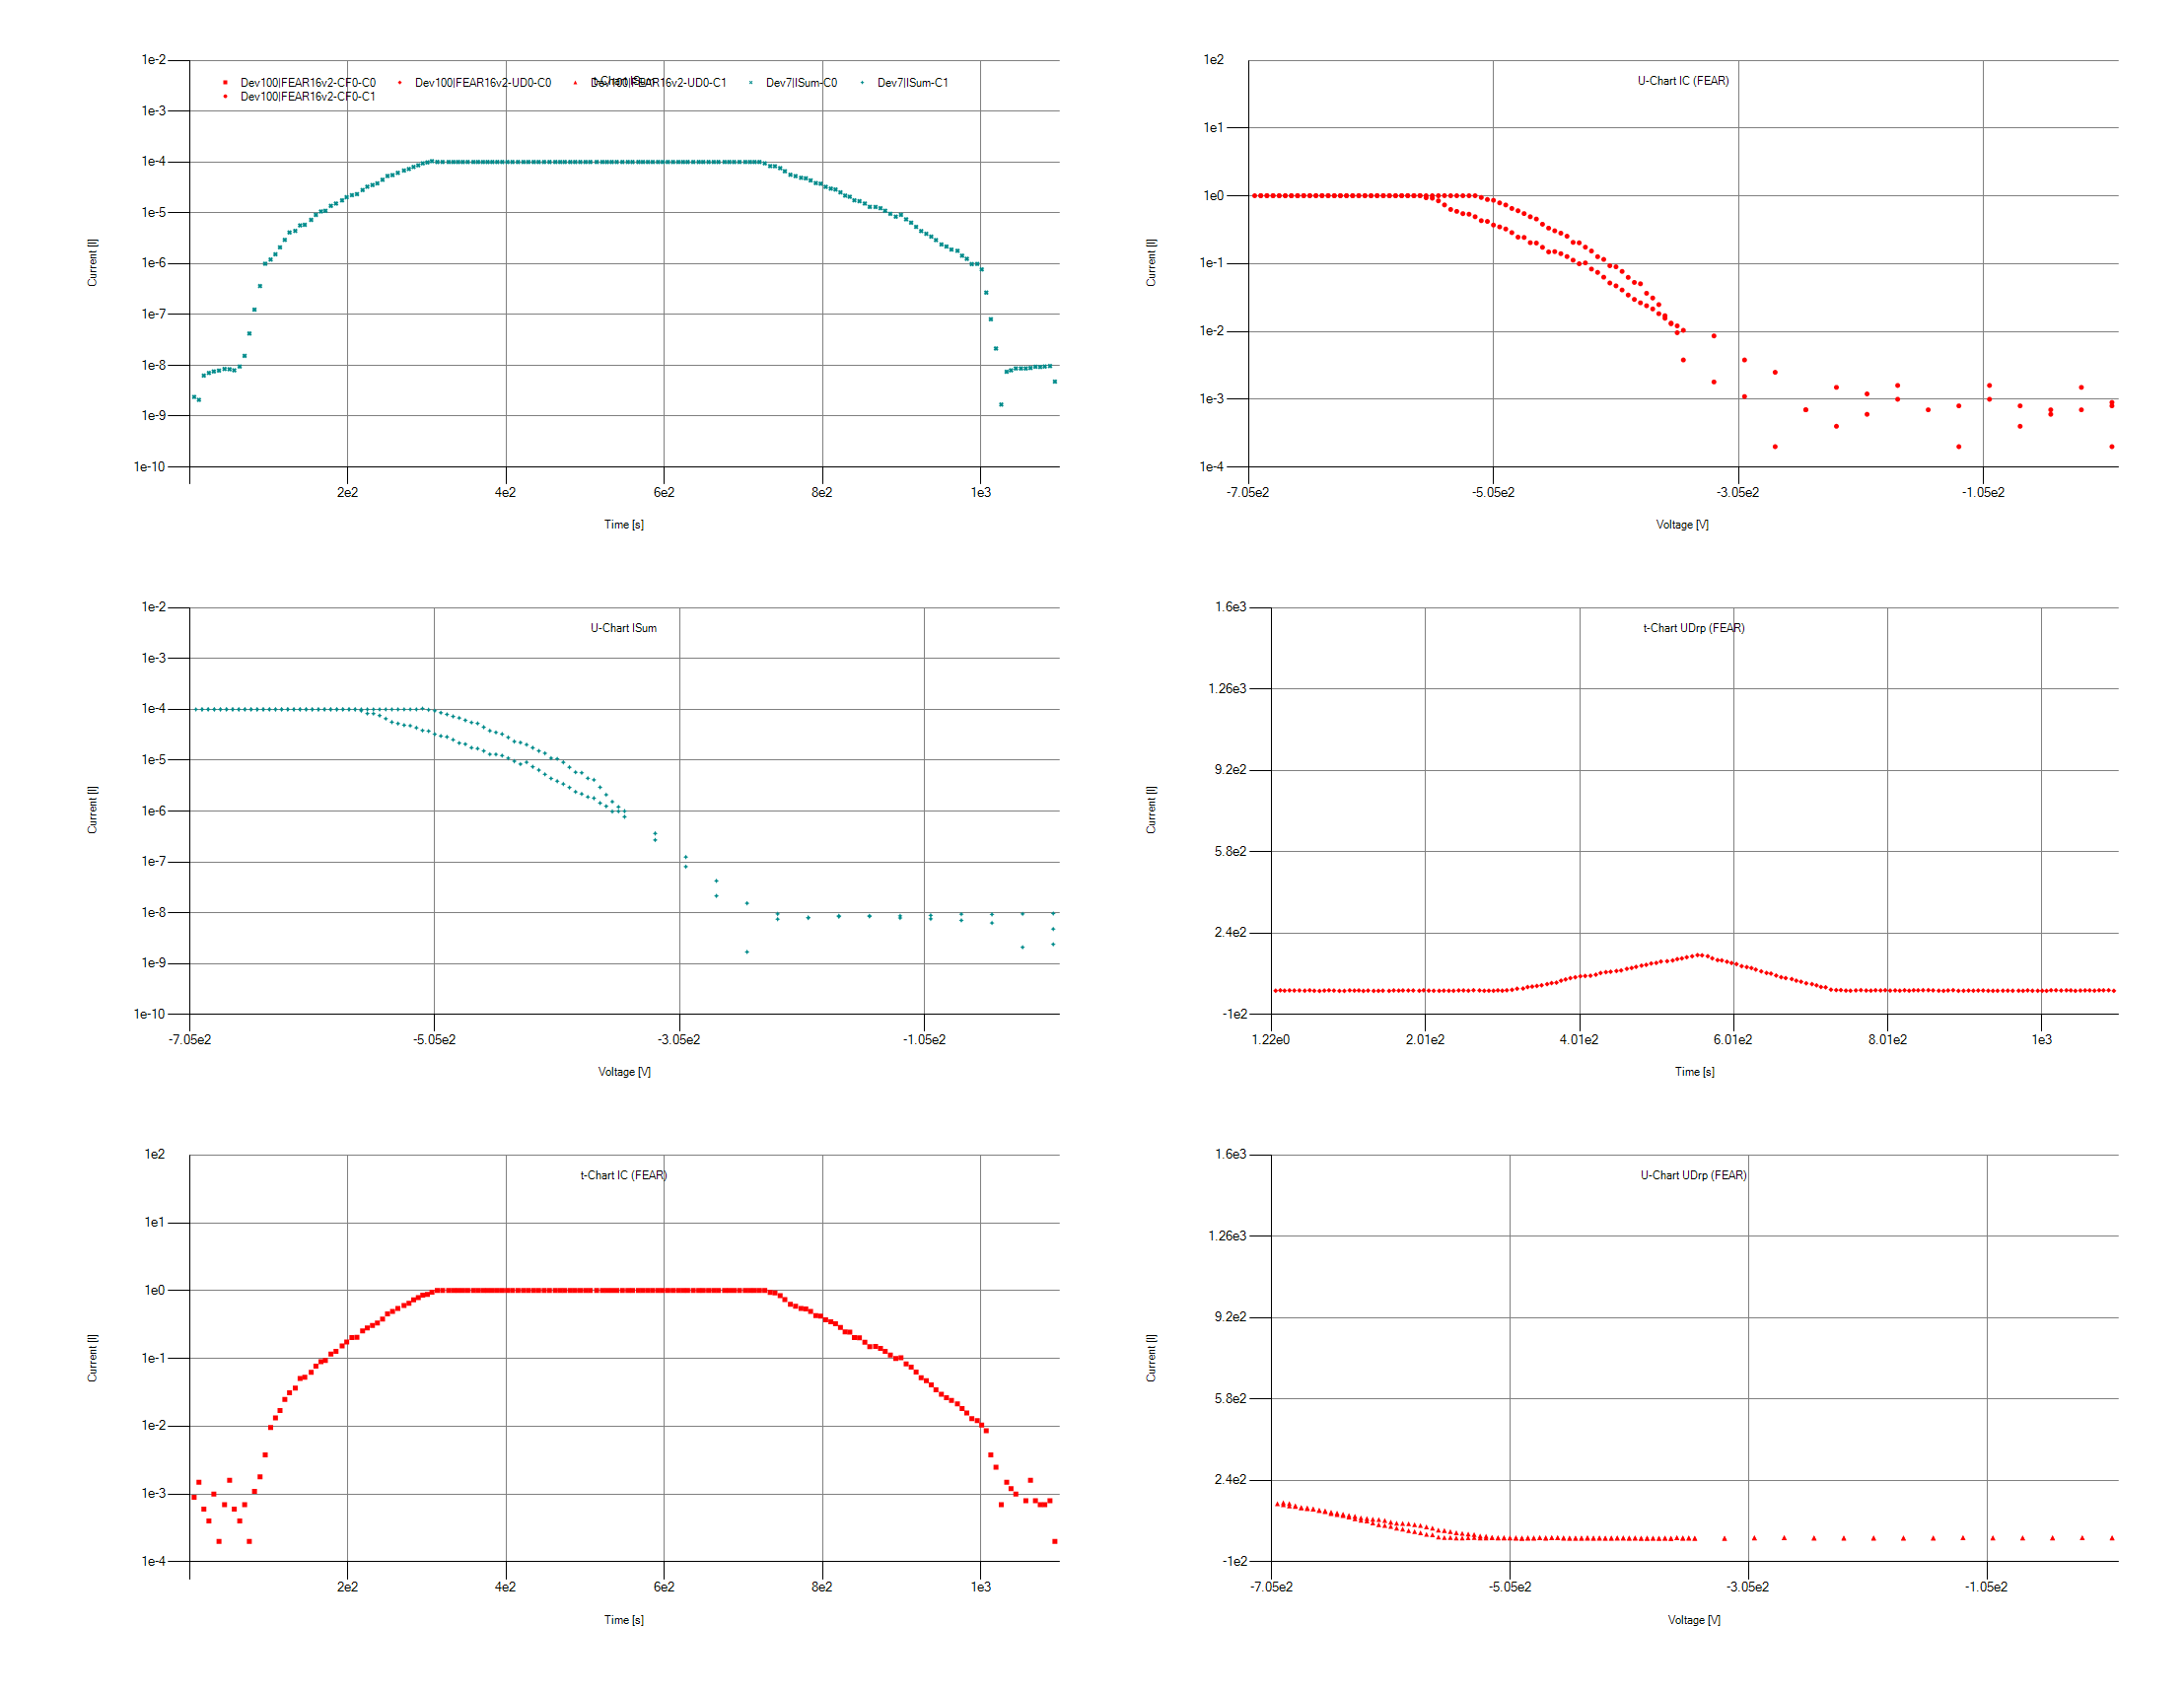 1e-2
Dev100|FEAR16v2-CF0-C0
Dev100|FEAR16v2-UD0-C0
Dev100|FEAR16v2-UD0-C1
Dev7|ISum-C0
Dev7|ISum-C1
Dev100|FEAR16v2-CF0-C1
t-Chart ISum
1e-3
1e-4
1e-5
1e-6
1e-7
1e-8
1e-9
1e-10
Current [I]
2e2 4e2 6e2 8e2 1e3
Time [s]
1e2
U-Chart IC (FEAR)
1e1
1e0
1e-1
1e-2
1e-3
1e-4
Current [I]
-7.05e2 -5.05e2 -3.05e2 -1.05e2
Voltage [V]
1e-2
U-Chart ISum
1e-3
1e-4
1e-5
1e-6
1e-7
1e-8
1e-9
1e-10
Current [I]
-7.05e2 -5.05e2 -3.05e2 -1.05e2
Voltage [V]
1.6e3
t-Chart UDrp (FEAR)
1.26e3
9.2e2
5.8e2
2.4e2
-1e2
Current [I]
1.22e0 2.01e2 4.01e2 6.01e2 8.01e2 1e3
Time [s]
1e2
t-Chart IC (FEAR)
1e1
1e0
1e-1
1e-2
1e-3
1e-4
Current [I]
2e2 4e2 6e2 8e2 1e3
Time [s]
1.6e3
U-Chart UDrp (FEAR)
1.26e3
9.2e2
5.8e2
2.4e2
-1e2
Current [I]
-7.05e2 -5.05e2 -3.05e2 -1.05e2
Voltage [V]